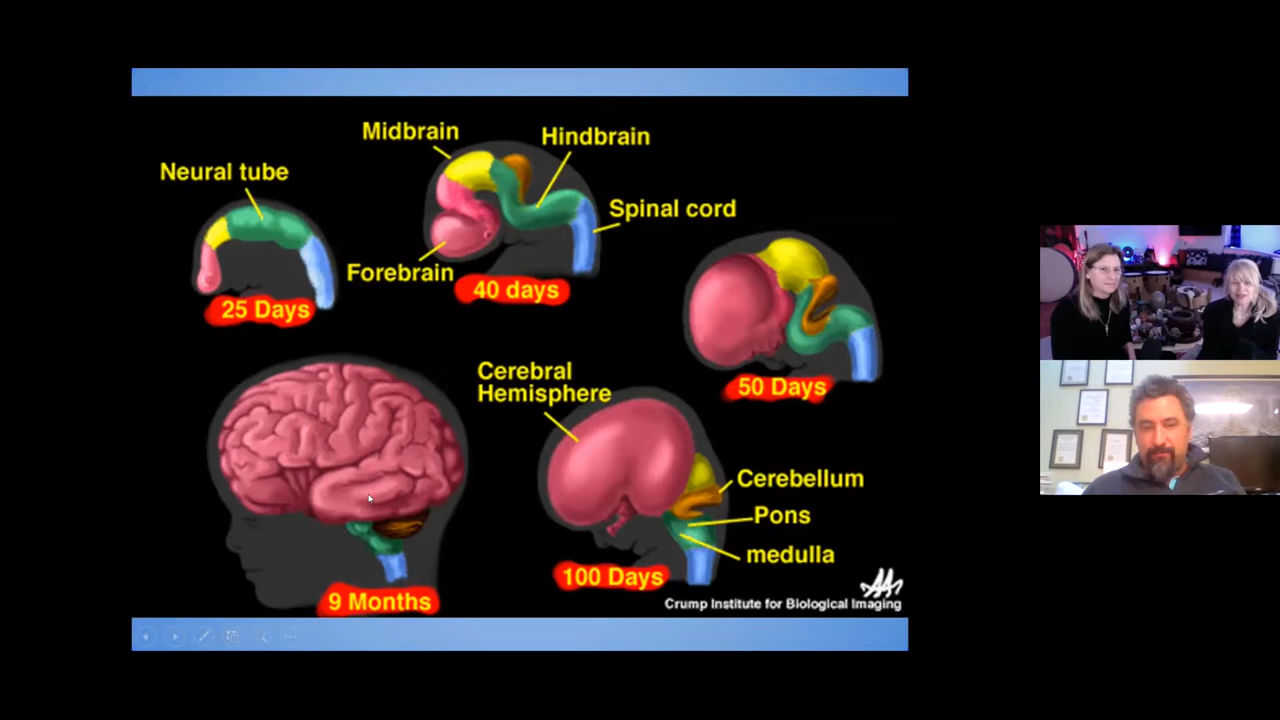 Midbrain
Hindbrain
Neural tube
Spinal cord
Forebrain
25 Days
40 days
50 Days
Cerebral
Hemisphere
Cerebellum
Pons
medulla
100 Days
9 Months
Crump Institute for Biological Imaging